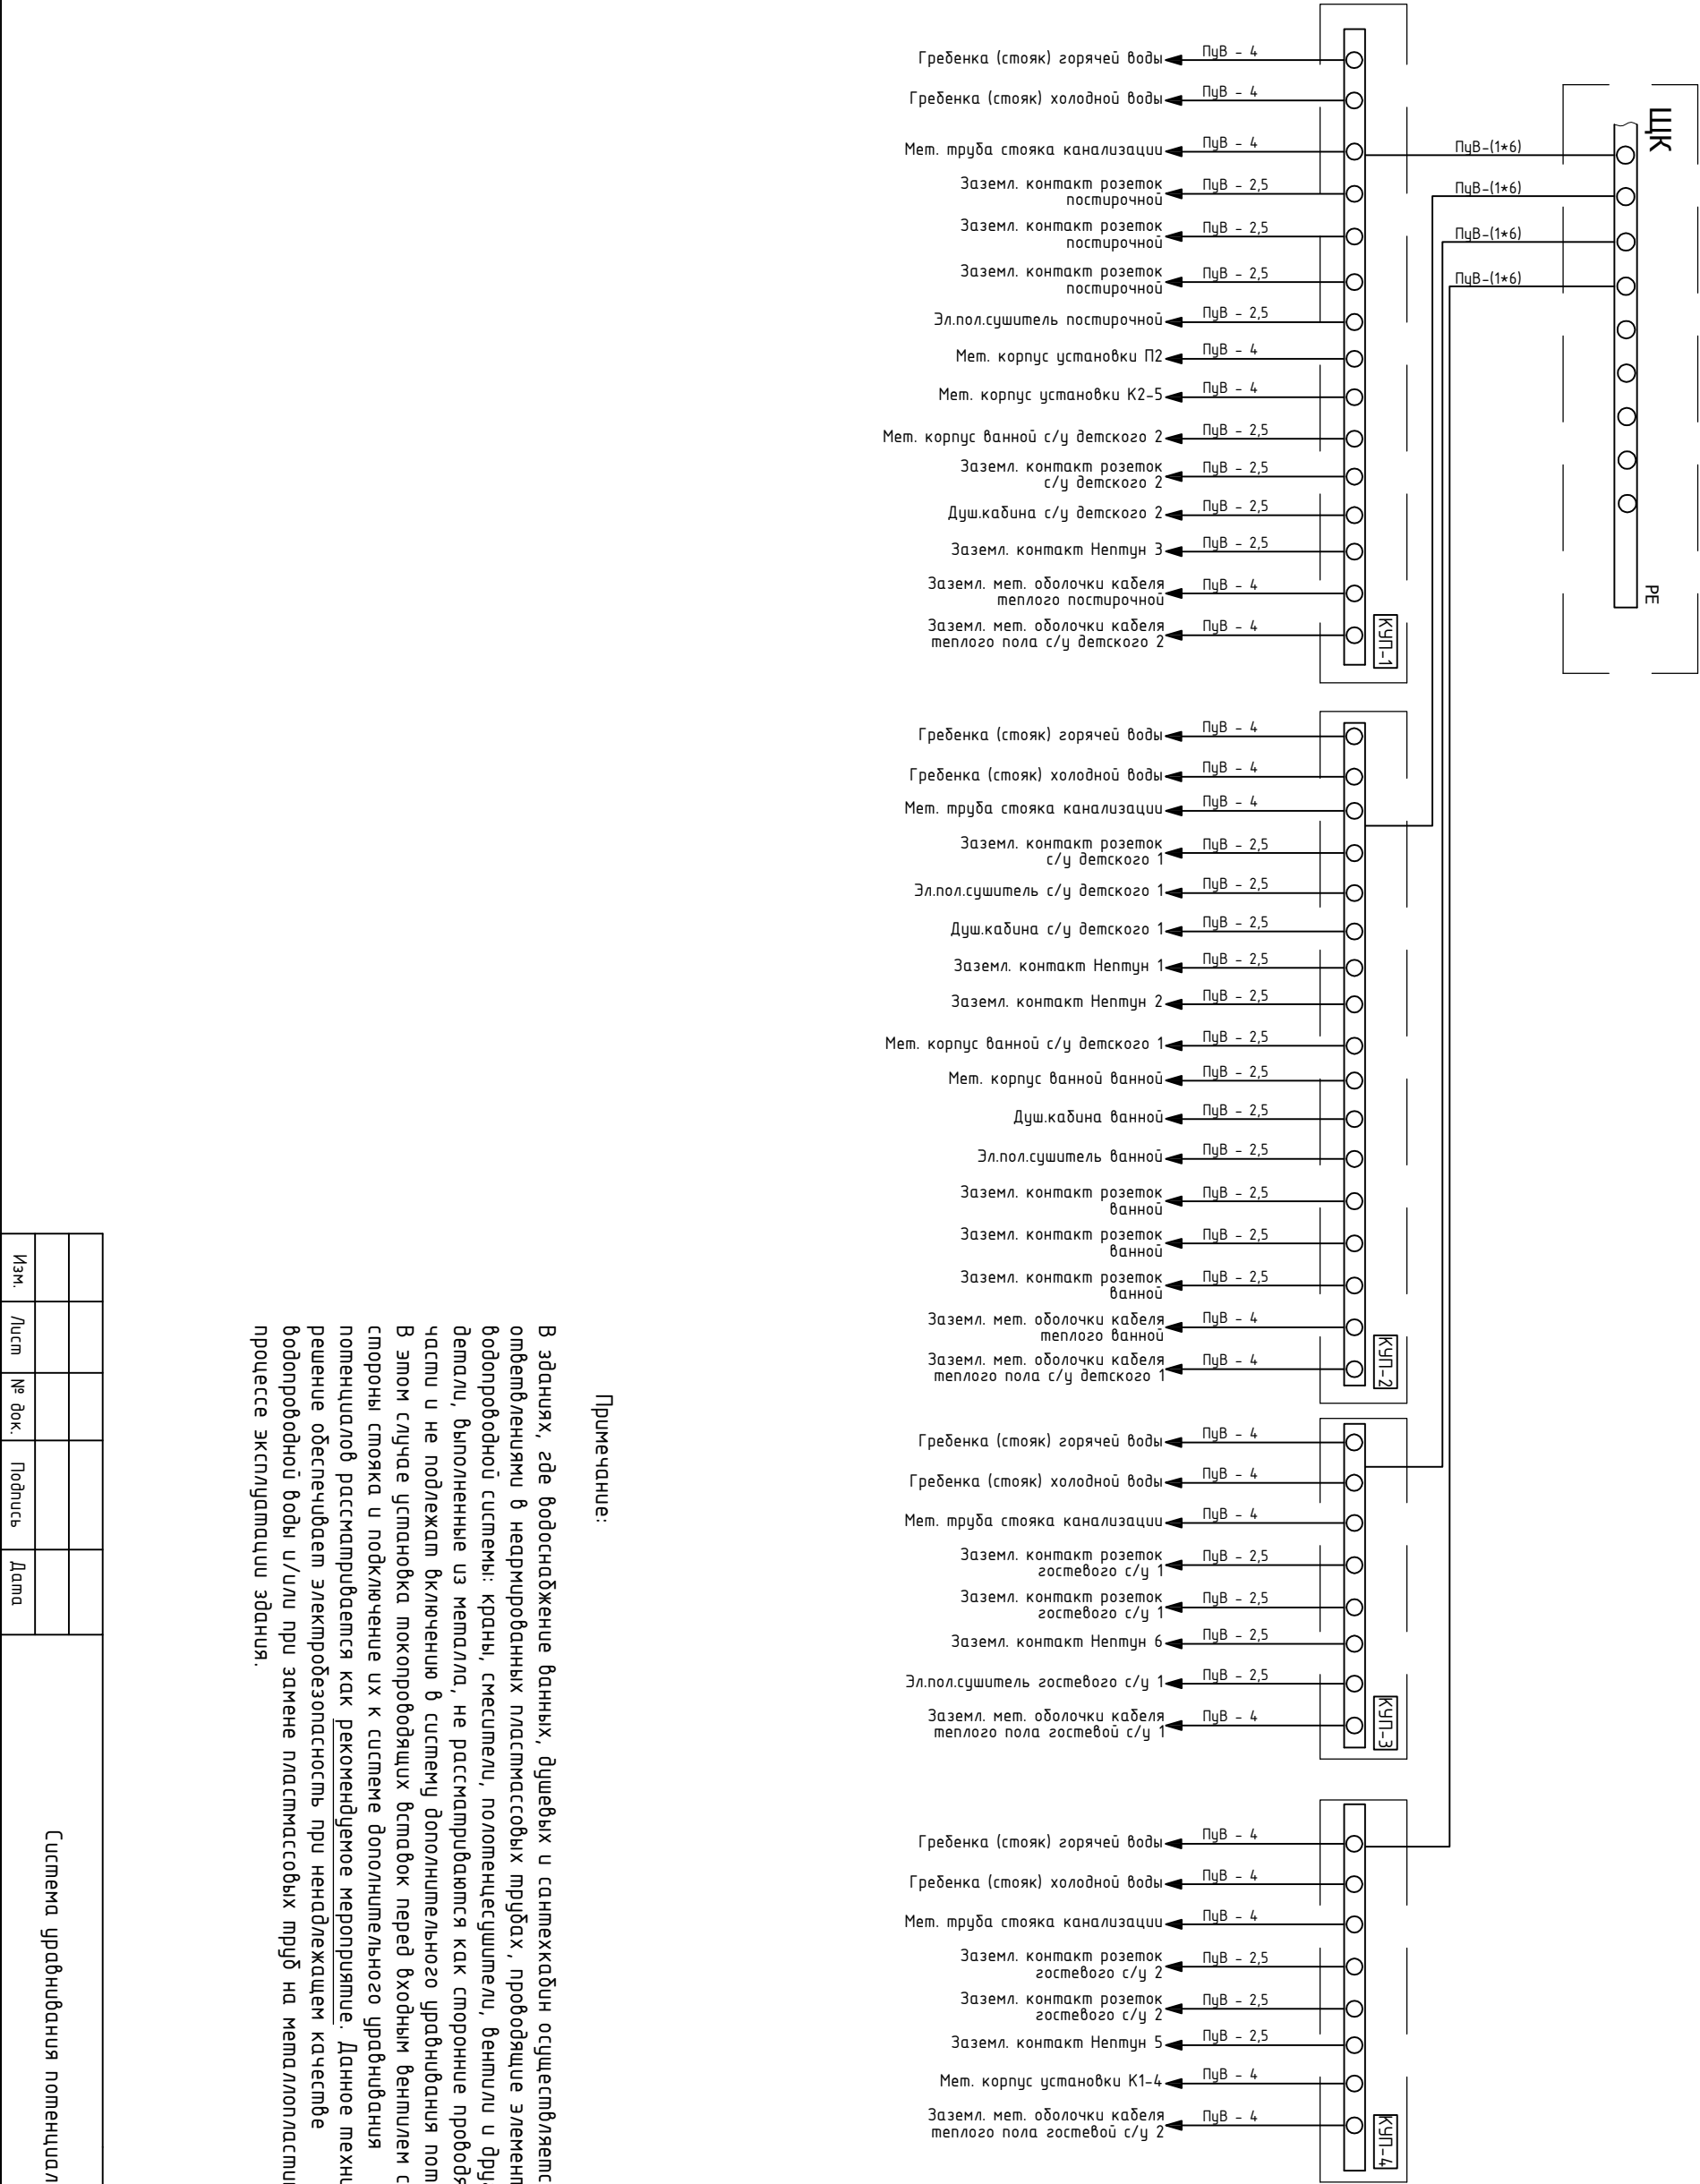 ЩК
PE
ПуВ-(1*6)
ПуВ-(1*6)
ПуВ-(1*6)
ПуВ-(1*6)
КУП-1
Гребенка (стояк) горячей воды ПуВ - 4
Гребенка (стояк) холодной воды ПуВ - 4
Мет. труба стояка канализации ПуВ - 4
Заземл. контакт розеток ПуВ - 2,5
постирочной
Заземл. контакт розеток ПуВ - 2,5
постирочной
Заземл. контакт розеток ПуВ - 2,5
постирочной
Эл.пол.сушитель постирочной ПуВ - 2,5
Мет. корпус установки П2 ПуВ - 4
Мет. корпус установки К2-5 ПуВ - 4
Мет. корпус ванной с/у детского 2 ПуВ - 2,5
Заземл. контакт розеток ПуВ - 2,5
с/у детского 2
Душ.кабина с/у детского 2 ПуВ - 2,5
Заземл. контакт Нептун 3 ПуВ - 2,5
Заземл. мет. оболочки кабеля ПуВ - 4
теплого постирочной
Заземл. мет. оболочки кабеля ПуВ - 4
теплого пола с/у детского 2
КУП-2
Гребенка (стояк) горячей воды ПуВ - 4
Гребенка (стояк) холодной воды ПуВ - 4
Мет. труба стояка канализации ПуВ - 4
Заземл. контакт розеток ПуВ - 2,5
с/у детского 1
Эл.пол.сушитель с/у детского 1 ПуВ - 2,5
Душ.кабина с/у детского 1 ПуВ - 2,5
Заземл. контакт Нептун 1 ПуВ - 2,5
Заземл. контакт Нептун 2 ПуВ - 2,5
Мет. корпус ванной с/у детского 1 ПуВ - 2,5
Мет. корпус ванной ванной ПуВ - 2,5
Душ.кабина ванной ПуВ - 2,5
Эл.пол.сушитель ванной ПуВ - 2,5
Заземл. контакт розеток ПуВ - 2,5
ванной
Заземл. контакт розеток ПуВ - 2,5
ванной
Заземл. контакт розеток ПуВ - 2,5
ванной
Заземл. мет. оболочки кабеля ПуВ - 4
теплого ванной
Заземл. мет. оболочки кабеля ПуВ - 4
теплого пола с/у детского 1
КУП-3
Гребенка (стояк) горячей воды ПуВ - 4
Гребенка (стояк) холодной воды ПуВ - 4
Мет. труба стояка канализации ПуВ - 4
Заземл. контакт розеток ПуВ - 2,5
гостевого с/у 1
Заземл. контакт розеток ПуВ - 2,5
гостевого с/у 1
Заземл. контакт Нептун 6 ПуВ - 2,5
Эл.пол.сушитель гостевого с/у 1 ПуВ - 2,5
Заземл. мет. оболочки кабеля ПуВ - 4
теплого пола гостевой с/у 1
КУП-4
Гребенка (стояк) горячей воды ПуВ - 4
Гребенка (стояк) холодной воды ПуВ - 4
Мет. труба стояка канализации ПуВ - 4
Заземл. контакт розеток ПуВ - 2,5
гостевого с/у 2
Заземл. контакт розеток ПуВ - 2,5
гостевого с/у 2
Заземл. контакт Нептун 5 ПуВ - 2,5
Мет. корпус установки К1-4 ПуВ - 4
Заземл. мет. оболочки кабеля ПуВ - 4
теплого пола гостевой с/у 2
Примечание:
В зданиях, где водоснабжение ванных, душевых и сантехкабин осуществляетс
ответвлениями в неармированных пластмассовых трубах, проводящие элемен
водопроводной системы: краны, смесители, полотенцесушители, вентили и дру
детали, выполненные из металла, не рассматриваются как сторонние провод
части и не подлежат включению в систему дополнительного уравнивания пот
В этом случае установка токопроводящих вставок перед входным вентилем с
стороны стояка и подключение их к системе дополнительного уравнивания
потенциалов рассматривается как рекомендуемое мероприятие. Данное техни
решение обеспечивает электробезопасность при ненадлежащем качестве
водопроводной воды и/или при замене пластмассовых труб на металлопласти
процессе эксплуатации здания.
Изм. Лист № док. Подпись Дата
Система уравнивания потенциал